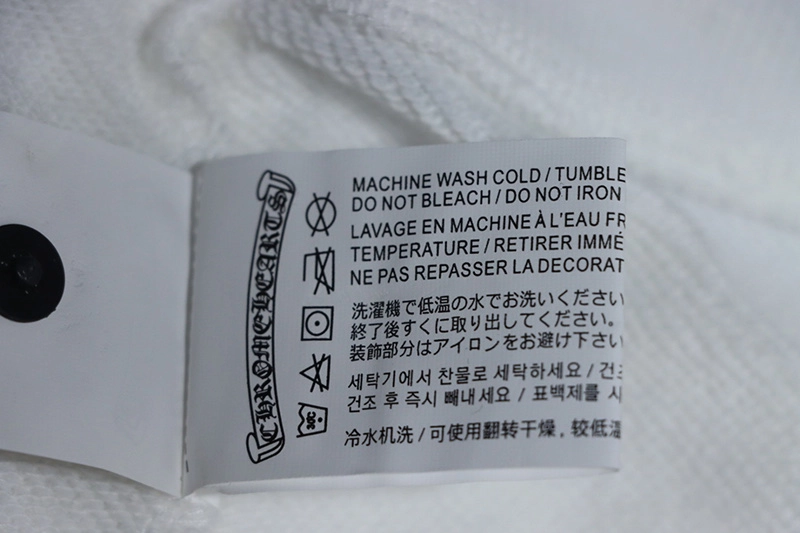 CHROME HEARTS
MACHINE WASH COLD / TUMBLE
DO NOT BLEACH / DO NOT IRON
LAVAGE EN MACHINE À L'EAU FR
TEMPERATURE / RETIRER IMMÉ
NE PAS REPASSER LA DECORAT
洗濯機で低温の水でお洗いください
終了後すぐに取り出してください。
装飾部分はアイロンをお避け下さい
세탁기에서 찬물로 세탁하세요 / 건조
건조 후 즉시 빼내세요 / 표백제를 사
冷水机洗 / 可使用翻转干燥, 较低温
30C